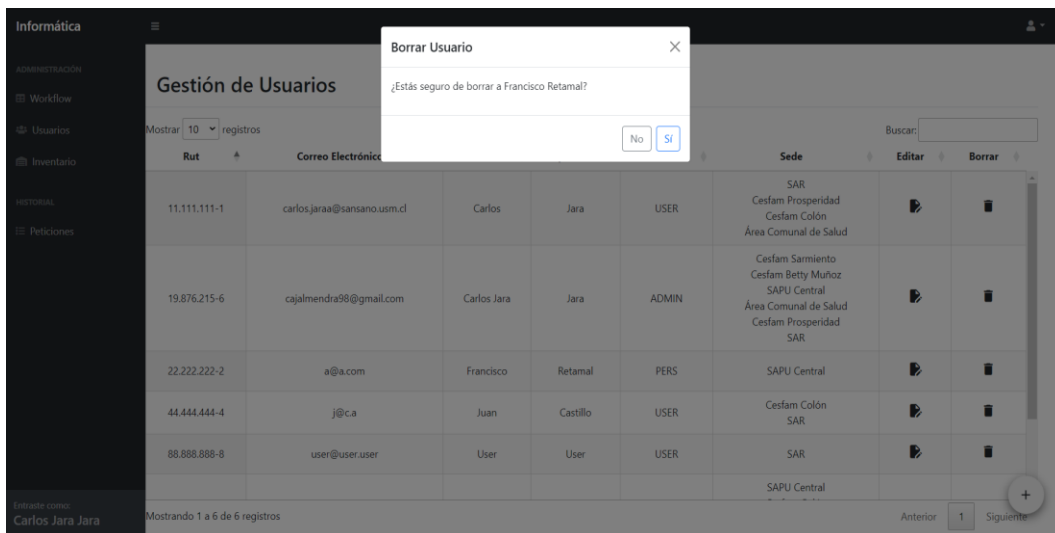 Informática
ADMINISTRACIÓN
Workflow
Usuarios
Inventario
HISTORIAL
Peticiones
Entraste como:
Carlos Jara Jara
Borrar Usuario
¿Estás seguro de borrar a Francisco Retamal?
No Sí
Gestión de Usuarios
Mostrar 10 registros
Buscar:
Rut Correo Electrónico Sede Editar Borrar
SAR
Cesfam Prosperidad
11.111.111-1 carlos.jaraa@sansano.usm.cl Carlos Jara USER
Cesfam Colón
Área Comunal de Salud
Cesfam Sarmiento
Cesfam Betty Muñoz
SAPU Central
19.876.215-6 cajalmendra98@gmail.com Carlos Jara Jara ADMIN
Área Comunal de Salud
Cesfam Prosperidad
SAR
22.222.222-2 a@a.com Francisco Retamal PERS SAPU Central
Cesfam Colón
44.444.444-4 j@c.a Juan Castillo USER
SAR
88.888.888-8 user@user.user User User USER SAR
SAPU Central
+
Mostrando 1 a 6 de 6 registros
Anterior 1 Siguiente